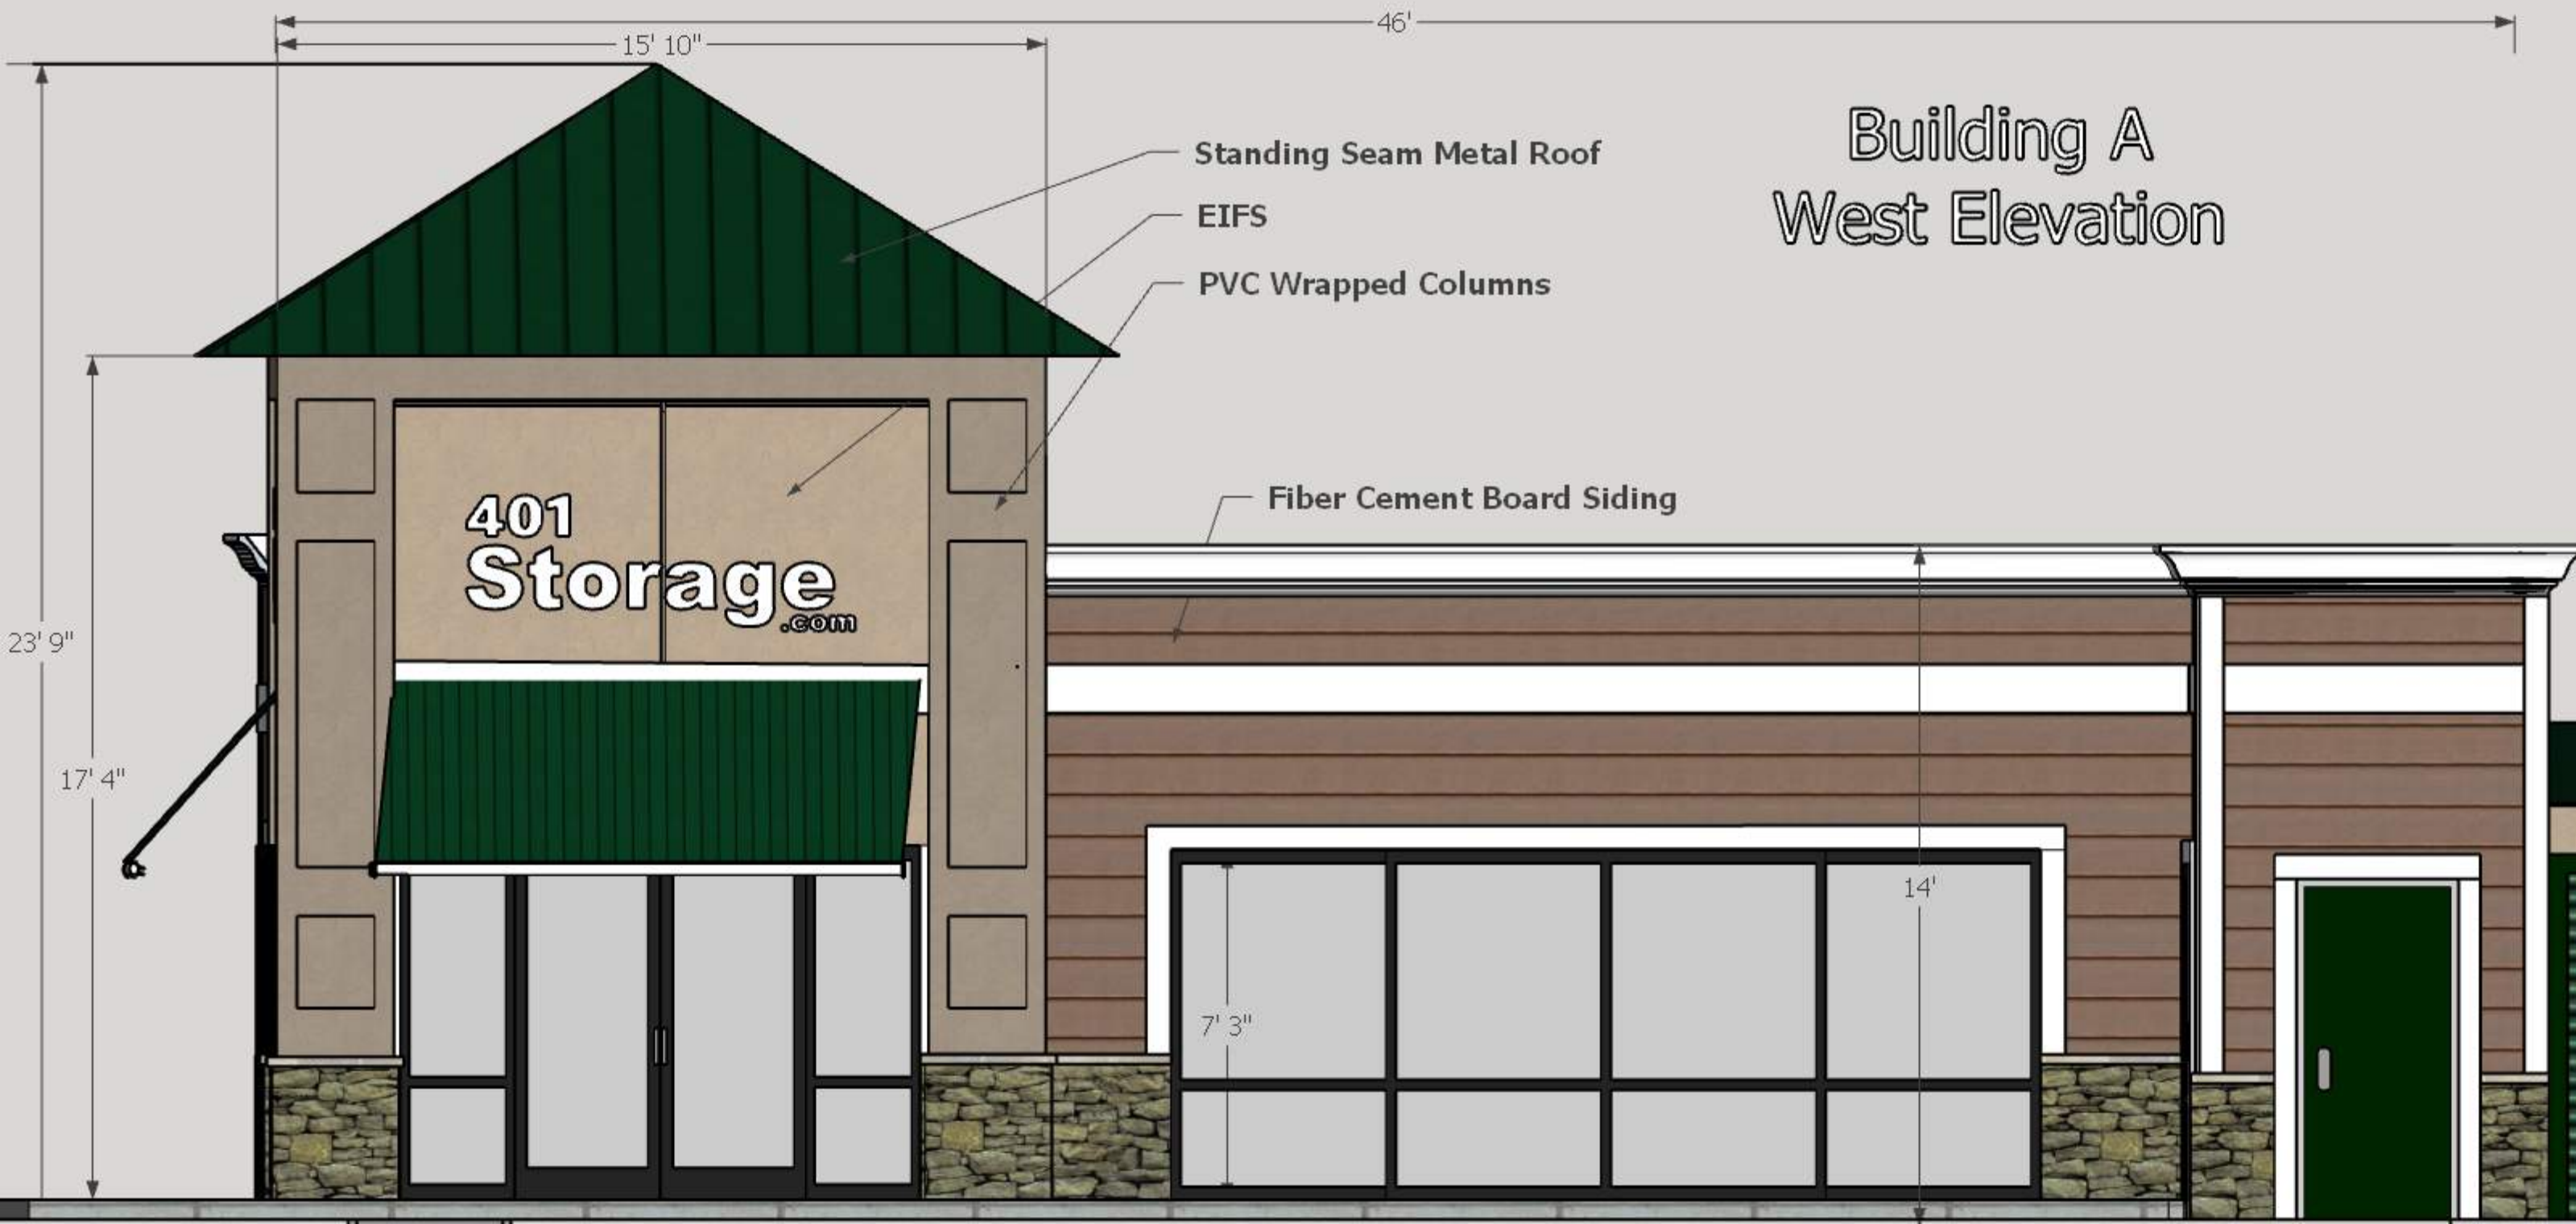 46'
15' 10"
Building A
West Elevation
Standing Seam Metal Roof
EIFS
PVC Wrapped Columns
Fiber Cement Board Siding
401
Storage
.com
23' 9"
17' 4"
14'
7' 3"